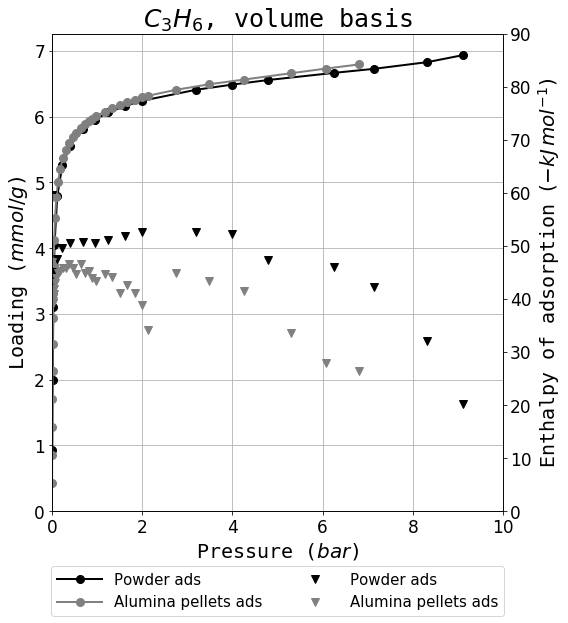 C₃H₆, volume basis
7
6
5
4
3
2
1
0
Loading (mmol/g)
90
80
70
60
50
40
30
20
10
0
Enthalpy of adsorption (−kJ mol⁻¹)
0 2 4 6 8 10
Pressure (bar)
Powder ads Powder ads
Alumina pellets ads Alumina pellets ads